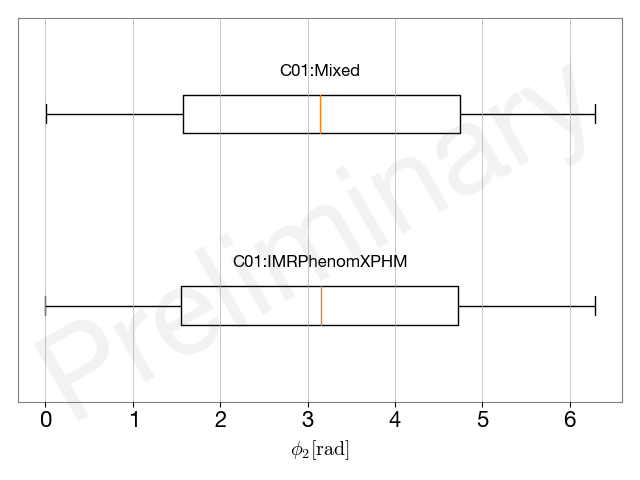 C01:Mixed
C01:IMRPhenomXPHM
Preliminary
0 1 2 3 4 5 6
ϕ₂[rad]